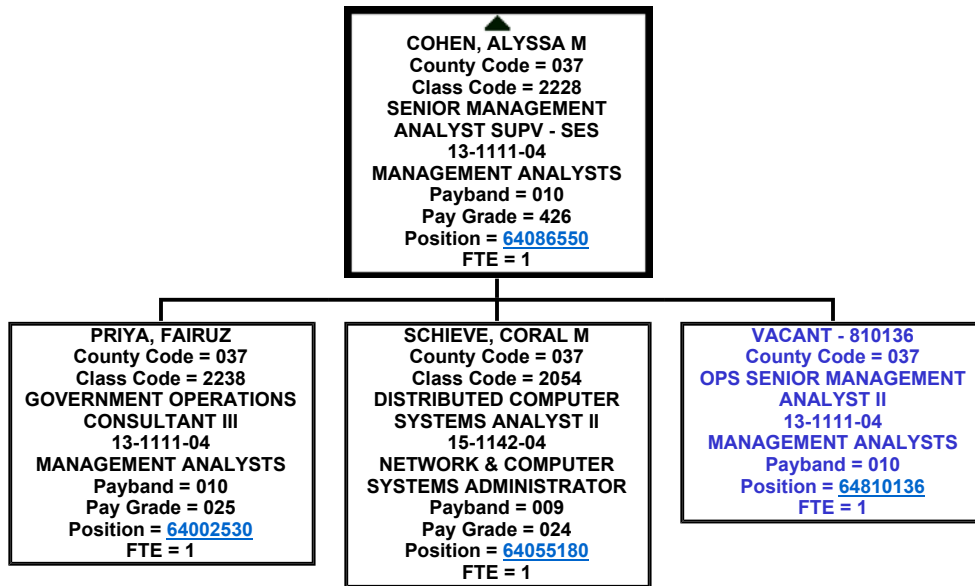 COHEN, ALYSSA M
County Code = 037
Class Code = 2228
SENIOR MANAGEMENT
ANALYST SUPV - SES
13-1111-04
MANAGEMENT ANALYSTS
Payband = 010
Pay Grade = 426
Position = 64086550
FTE = 1
PRIYA, FAIRUZ
County Code = 037
Class Code = 2238
GOVERNMENT OPERATIONS
CONSULTANT III
13-1111-04
MANAGEMENT ANALYSTS
Payband = 010
Pay Grade = 025
Position = 64002530
FTE = 1
SCHIEVE, CORAL M
County Code = 037
Class Code = 2054
DISTRIBUTED COMPUTER
SYSTEMS ANALYST II
15-1142-04
NETWORK & COMPUTER
SYSTEMS ADMINISTRATOR
Payband = 009
Pay Grade = 024
Position = 64055180
FTE = 1
VACANT - 810136
County Code = 037
OPS SENIOR MANAGEMENT
ANALYST II
13-1111-04
MANAGEMENT ANALYSTS
Payband = 010
Position = 64810136
FTE = 1